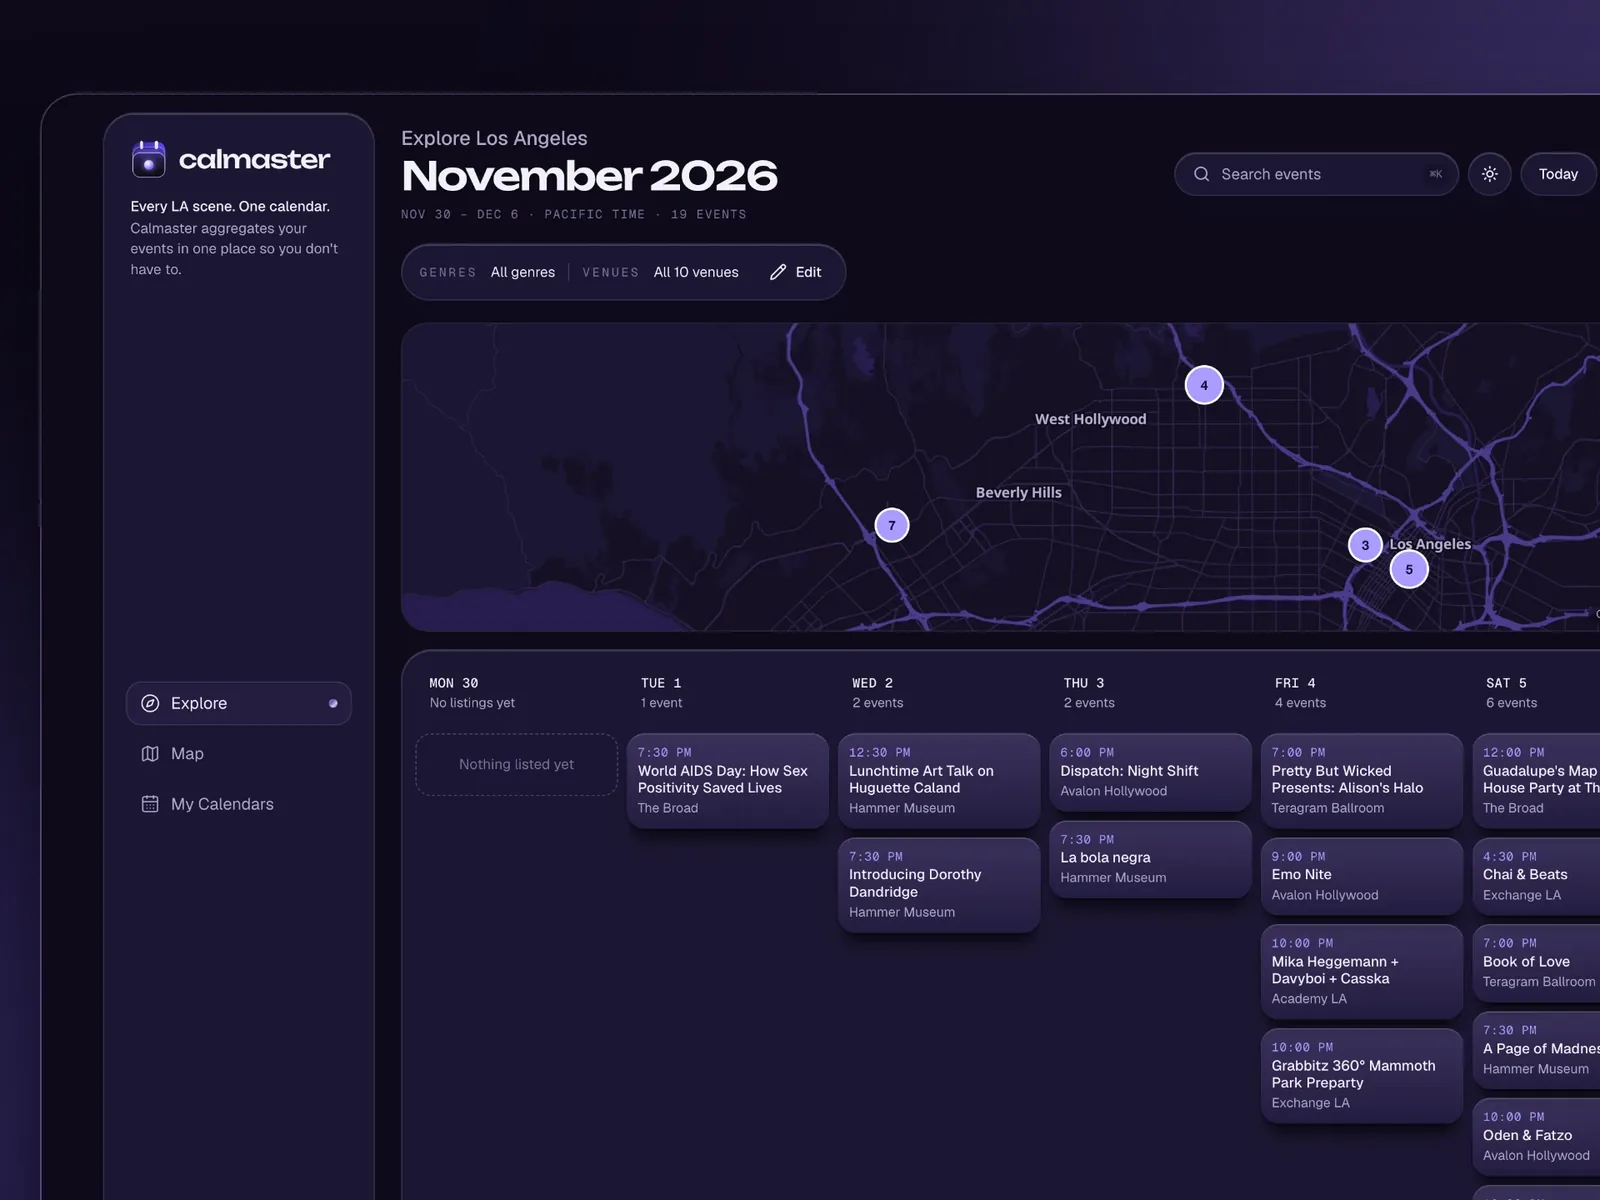 calmaster
Every LA scene. One calendar.
Calmaster aggregates your
events in one place so you don't
have to.
Explore
Map
My Calendars
Explore Los Angeles
November 2026
NOV 30 – DEC 6 · PACIFIC TIME · 19 EVENTS
Search events
⌘K
Today
GENRES All genres VENUES All 10 venues Edit
4
West Hollywood
Beverly Hills
7
3
Los Angeles
5
MON 30
No listings yet
Nothing listed yet
TUE 1
1 event
7:30 PM
World AIDS Day: How Sex
Positivity Saved Lives
The Broad
WED 2
2 events
12:30 PM
Lunchtime Art Talk on
Huguette Caland
Hammer Museum
7:30 PM
Introducing Dorothy
Dandridge
Hammer Museum
THU 3
2 events
6:00 PM
Dispatch: Night Shift
Avalon Hollywood
7:30 PM
La bola negra
Hammer Museum
FRI 4
4 events
7:00 PM
Pretty But Wicked
Presents: Alison's Halo
Teragram Ballroom
9:00 PM
Emo Nite
Avalon Hollywood
10:00 PM
Mika Heggemann +
Davyboi + Casska
Academy LA
10:00 PM
Grabbitz 360° Mammoth
Park Preparty
Exchange LA
SAT 5
6 events
12:00 PM
Guadalupe's Map
House Party at Th
The Broad
4:30 PM
Chai & Beats
Exchange LA
7:00 PM
Book of Love
Teragram Ballroom
7:30 PM
A Page of Madnes
Hammer Museum
10:00 PM
Oden & Fatzo
Avalon Hollywood